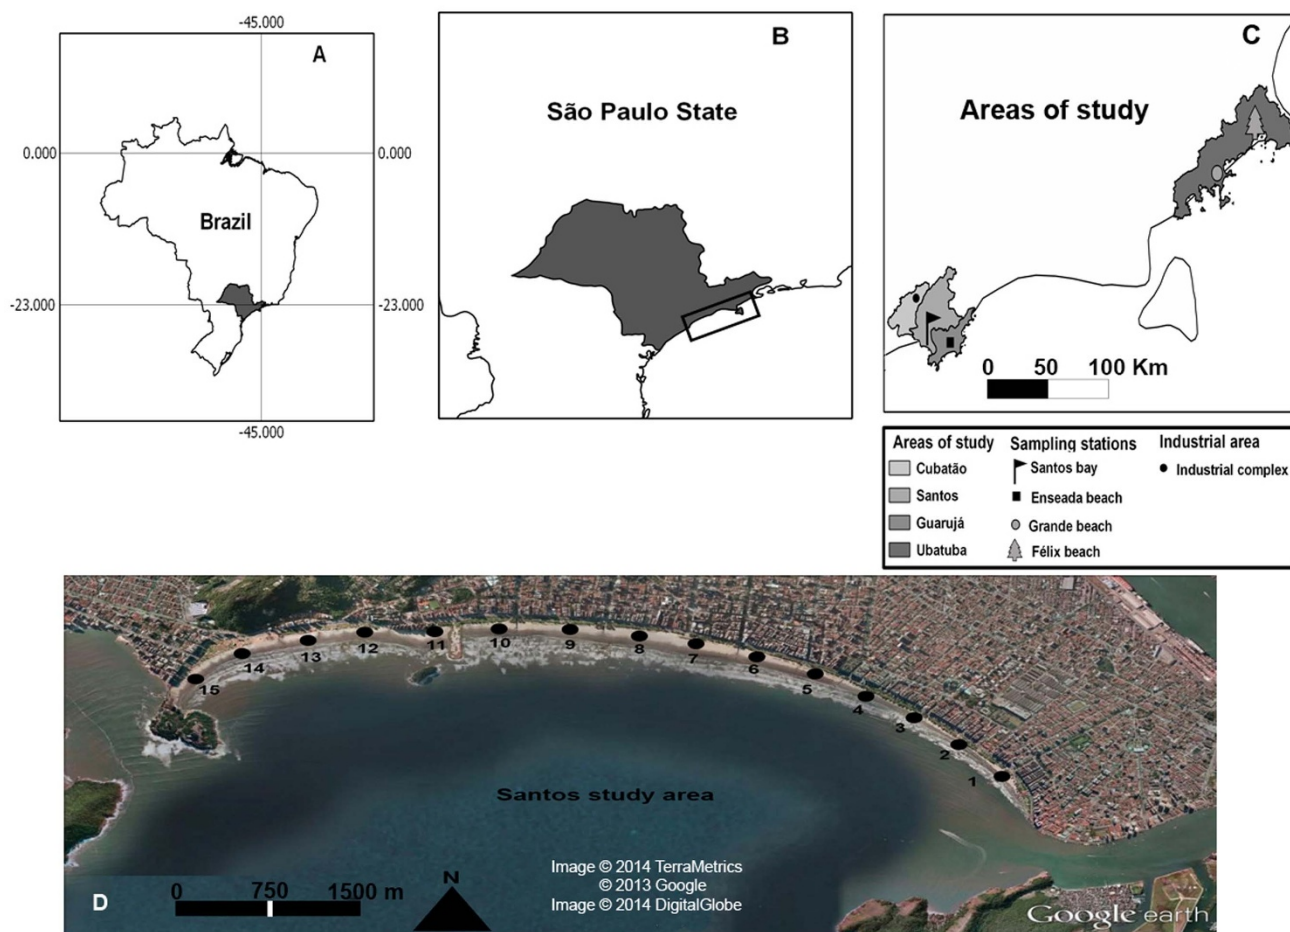 -45.000
A
0.000
0.000
Brazil
-23.000
-23.000
-45.000
B
São Paulo State
C
Areas of study
0 50 100 Km
Areas of study
Cubatão
Santos
Guarujá
Ubatuba
Sampling stations
Santos bay
Enseada beach
Grande beach
Félix beach
Industrial area
Industrial complex
15
14
13
12
11
10
9
8
7
6
5
4
3
2
1
Santos study area
Image © 2014 TerraMetrics
© 2013 Google
Image © 2014 DigitalGlobe
D
0 750 1500 m
N
Google earth